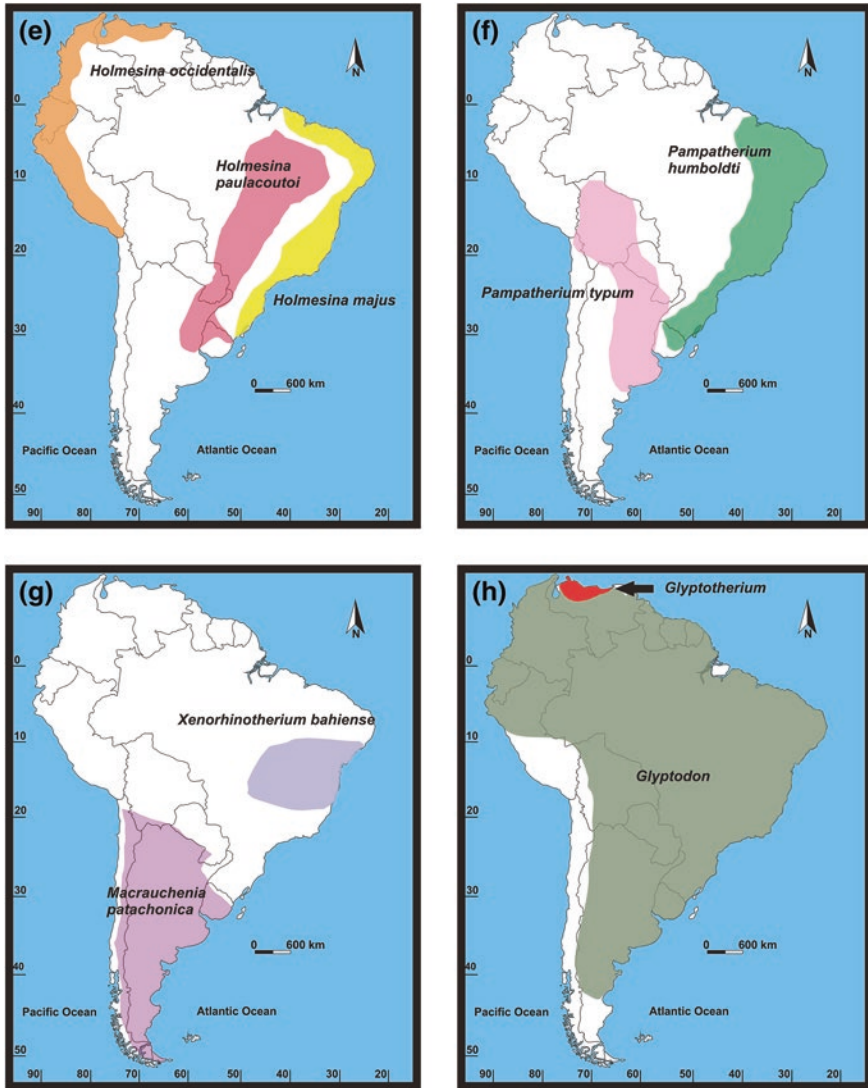 (e)
N
Holmesina occidentalis
0
Holmesina
paulacoutoi
10
20
Holmesina majus
30
0 600 km
40
Pacific Ocean Atlantic Ocean
50
90 80 70 60 50 40 30 20
(f)
N
0
Pampatherium
humboldti
10
20
Pampatherium typum
30
0 600 km
40
Pacific Ocean Atlantic Ocean
50
90 80 70 60 50 40 30 20
(g)
N
0
Xenorhinotherium bahiense
10
20
Macrauchenia
patachonica
30
0 600 km
40
Pacific Ocean Atlantic Ocean
50
90 80 70 60 50 40 30 20
(h)
Glyptotherium
N
0
10
Glyptodon
20
30
0 600 km
40
Pacific Ocean Atlantic Ocean
50
90 80 70 60 50 40 30 20